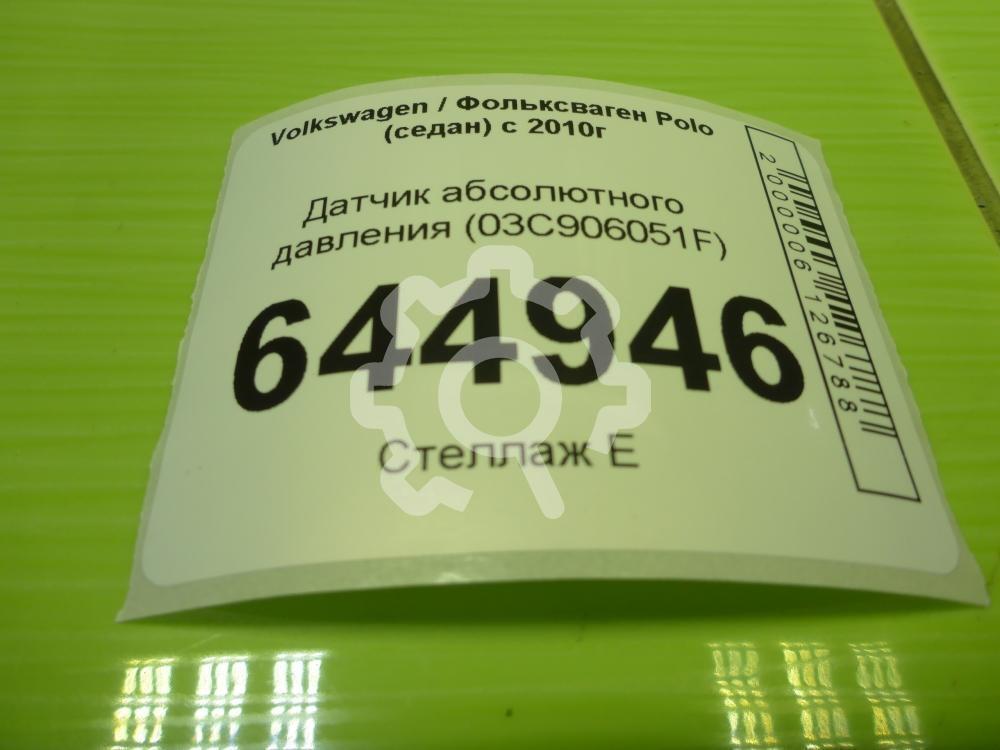 Volkswagen / Фольксваген Polo
(седан) с 2010г
Датчик абсолютного
давления (03C906051F)
644946
Стеллаж Е
2000006126788